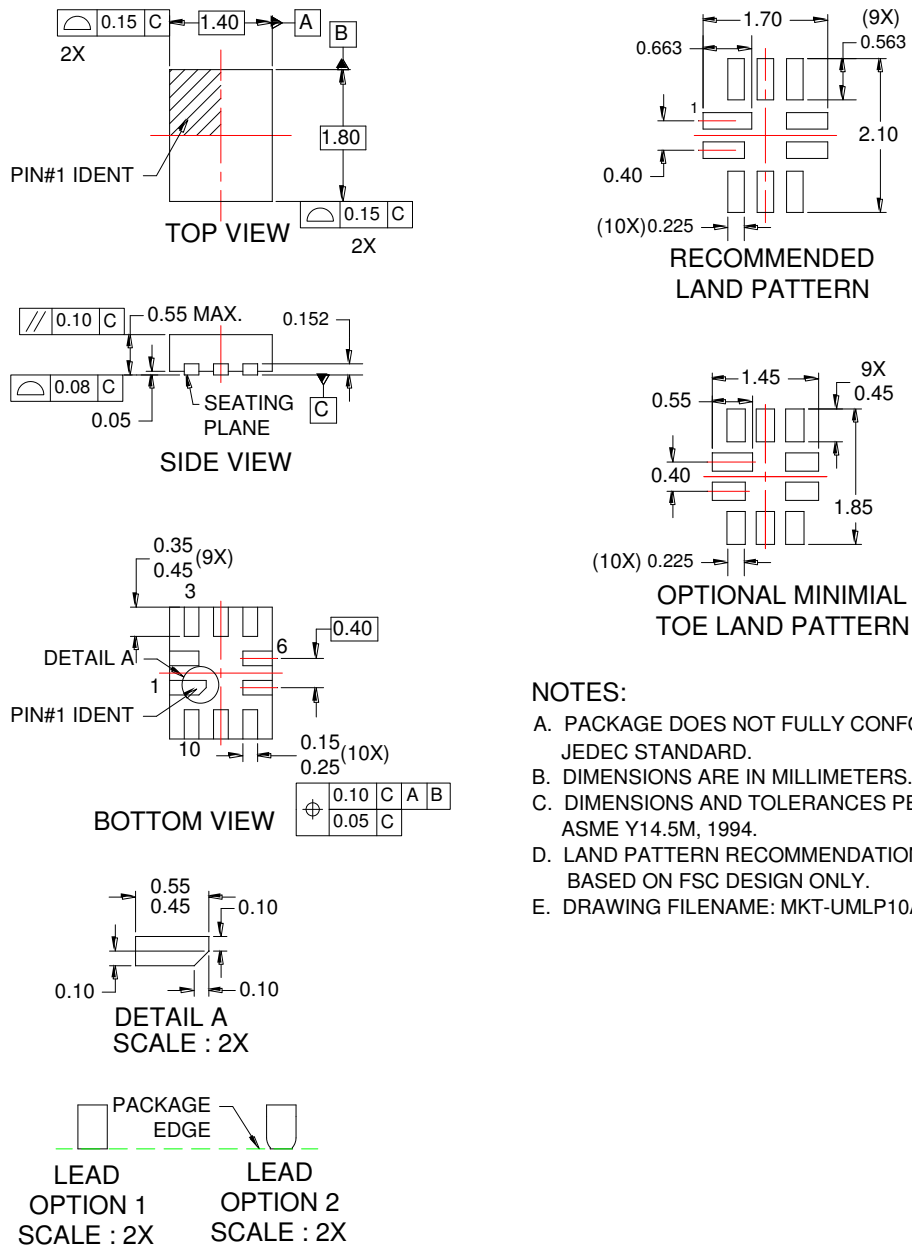 0.15 C
2X
1.40
A
B
1.80
PIN#1 IDENT
0.15 C
2X
TOP VIEW
1.70
(9X)
0.563
0.663
1
2.10
0.40
(10X)0.225
RECOMMENDED
LAND PATTERN
// 0.10 C
0.55 MAX.
0.152
0.08 C
0.05
SEATING
PLANE
C
SIDE VIEW
1.45
9X
0.45
0.55
0.40
1.85
(10X) 0.225
OPTIONAL MINIMIAL
TOE LAND PATTERN
0.35
0.45
(9X)
3
0.40
6
DETAIL A
1
PIN#1 IDENT
10
0.15
0.25
(10X)
0.10 C A B
0.05 C
BOTTOM VIEW
NOTES:
A. PACKAGE DOES NOT FULLY
JEDEC STANDARD.
B. DIMENSIONS ARE IN MILLIMETERS.
C. DIMENSIONS AND TOLERANCES
ASME Y14.5M, 1994.
D. LAND PATTERN RECOMMENDATION
BASED ON FSC DESIGN ONLY.
E. DRAWING FILENAME: MKT-UMLP10A
0.55
0.45
0.10
0.10
0.10
DETAIL A
SCALE : 2X
PACKAGE
EDGE
LEAD
OPTION 1
SCALE : 2X
LEAD
OPTION 2
SCALE : 2X